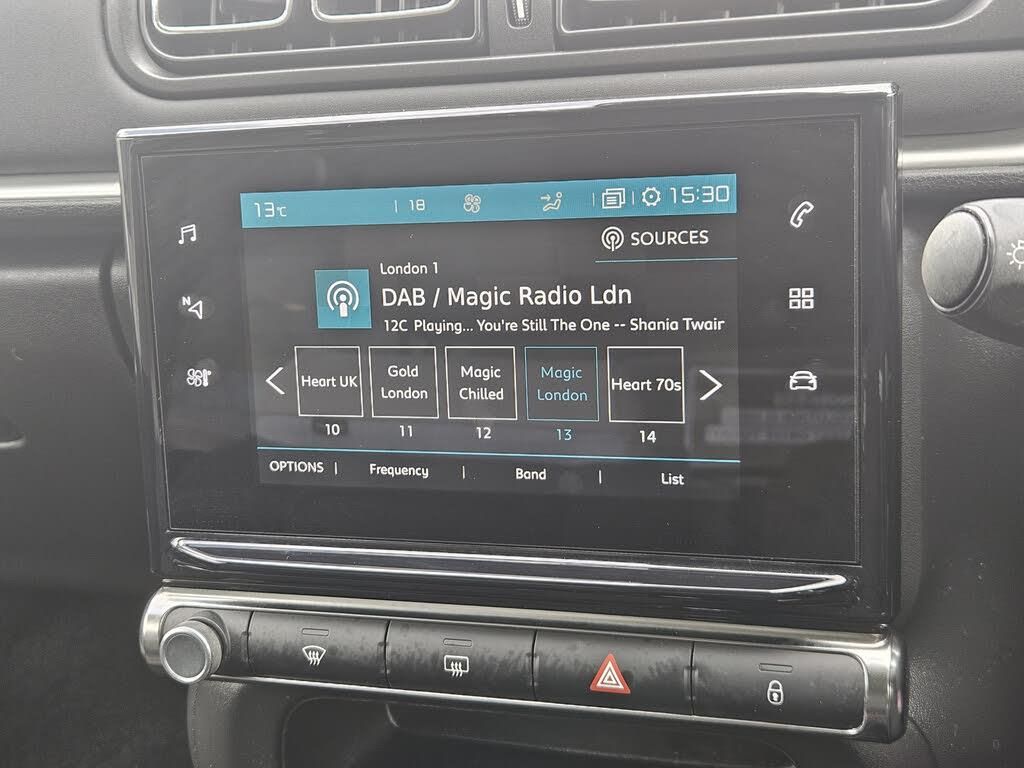 13°C | 18 | | 15:30
SOURCES
London 1
DAB / Magic Radio Ldn
12C Playing... You're Still The One -- Shania Twair
N
Heart UK
Gold
London
Magic
Chilled
Magic
London
Heart 70s
10 11 12 13 14
OPTIONS | Frequency | Band | List